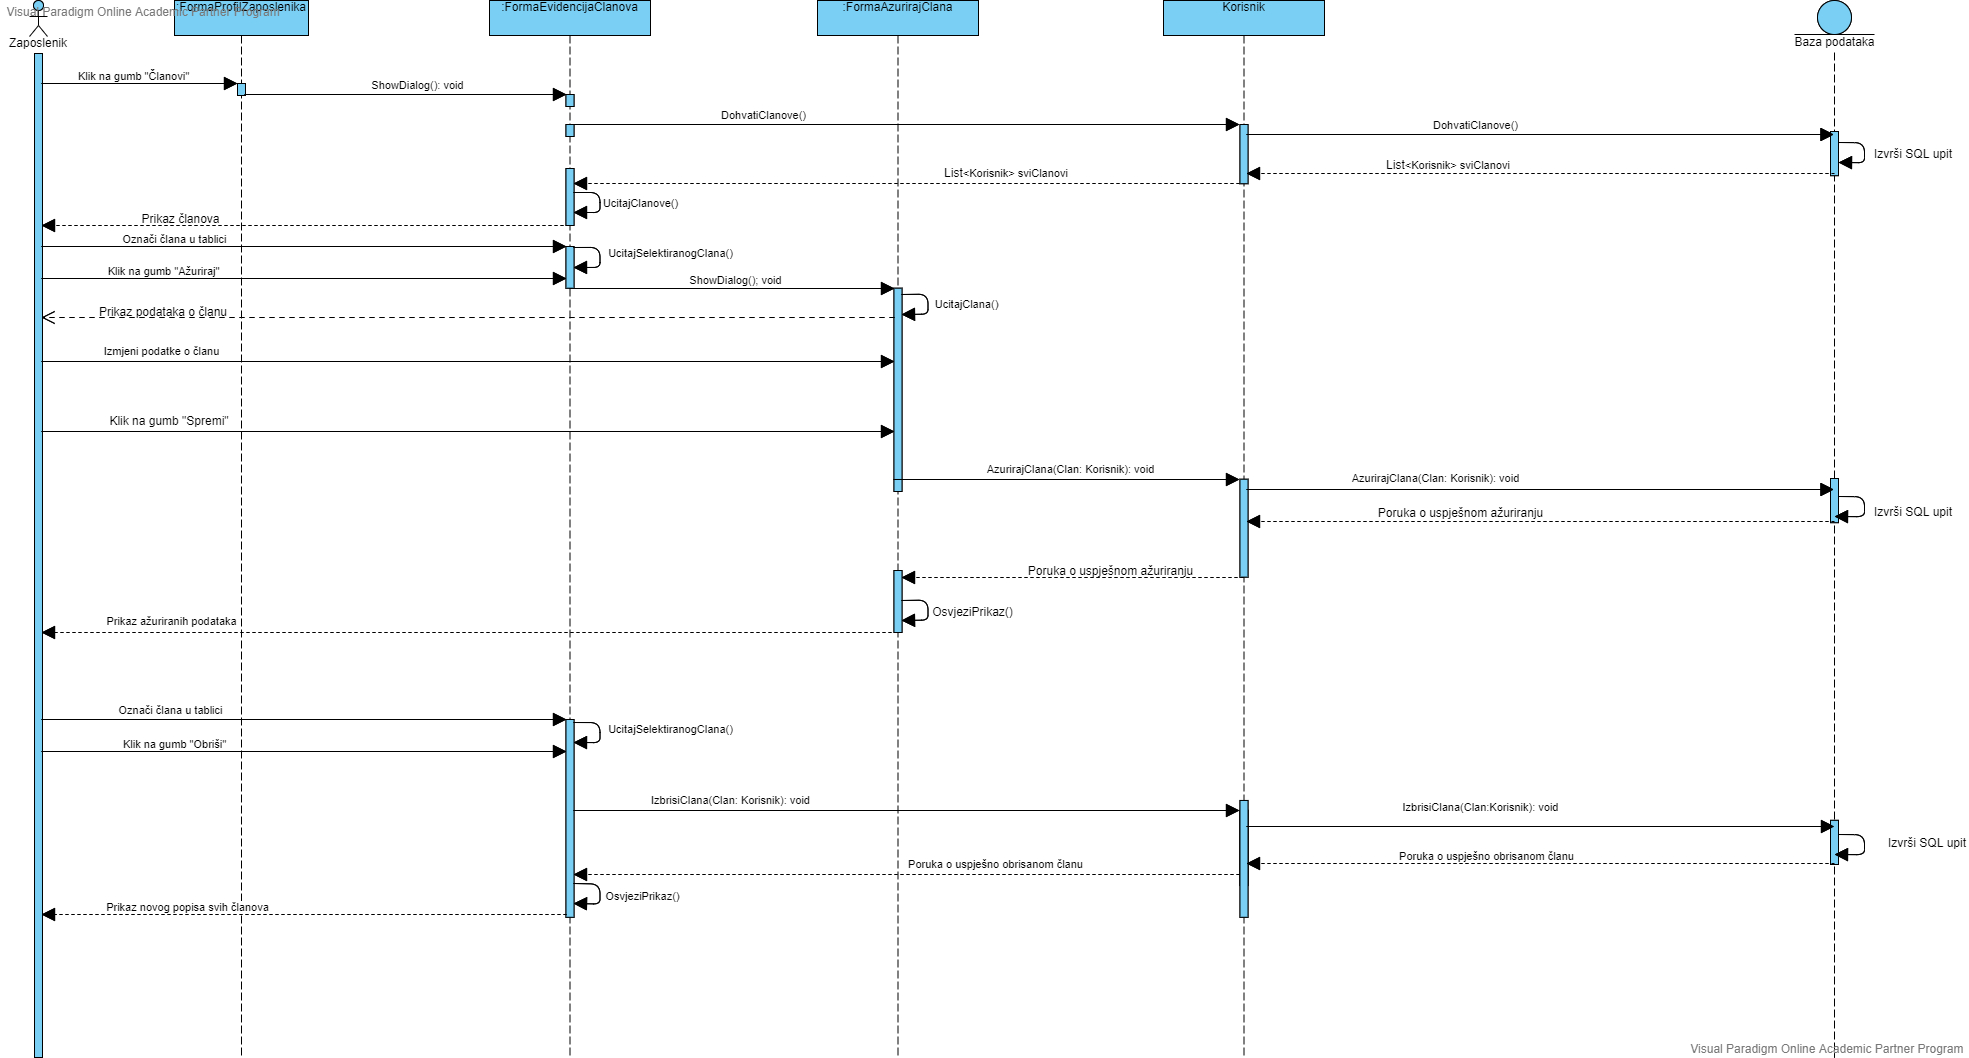 Visual Paradigm Online Academic Partner Program
:FormaProfilZaposlenika
:FormaEvidencijaClanova
:FormaAzurirajClana
Korisnik
Zaposlenik
Baza podataka
Klik na gumb "Članovi"
ShowDialog(): void
DohvatiClanove()
DohvatiClanove()
Izvrši SQL upit
List<Korisnik> sviClanovi
List<Korisnik> sviClanovi
UcitajClanove()
Prikaz članova
Označi člana u tablici
UcitajSelektiranogClana()
Klik na gumb "Ažuriraj"
ShowDialog(); void
UcitajClana()
Prikaz podataka o članu
Izmjeni podatke o članu
Klik na gumb "Spremi"
AzurirajClana(Clan: Korisnik): void
AzurirajClana(Clan: Korisnik): void
Poruka o uspješnom ažuriranju
Izvrši SQL upit
Poruka o uspješnom ažuriranju
OsvjeziPrikaz()
Prikaz ažuriranih podataka
Označi člana u tablici
UcitajSelektiranogClana()
Klik na gumb "Obriši"
IzbrisiClana(Clan: Korisnik): void
IzbrisiClana(Clan:Korisnik): void
Izvrši SQL upit
Poruka o uspješno obrisanom članu
Poruka o uspješno obrisanom članu
OsvjeziPrikaz()
Prikaz novog popisa svih članova
Visual Paradigm Online Academic Partner Program